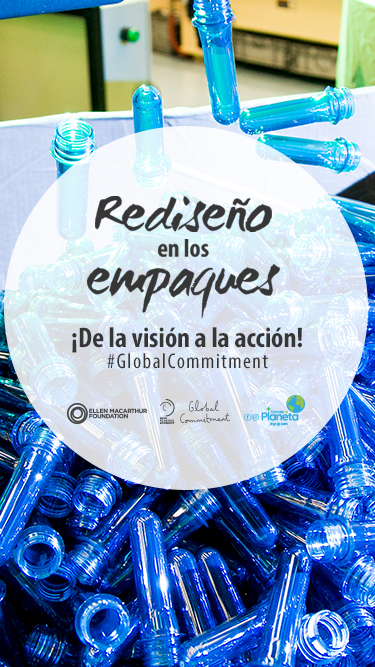 Rediseño
en los
empaques
¡De la visión a la acción!
#GlobalCommitment
ELLEN MACARTHUR
FOUNDATION
Global
Commitment
Planeta